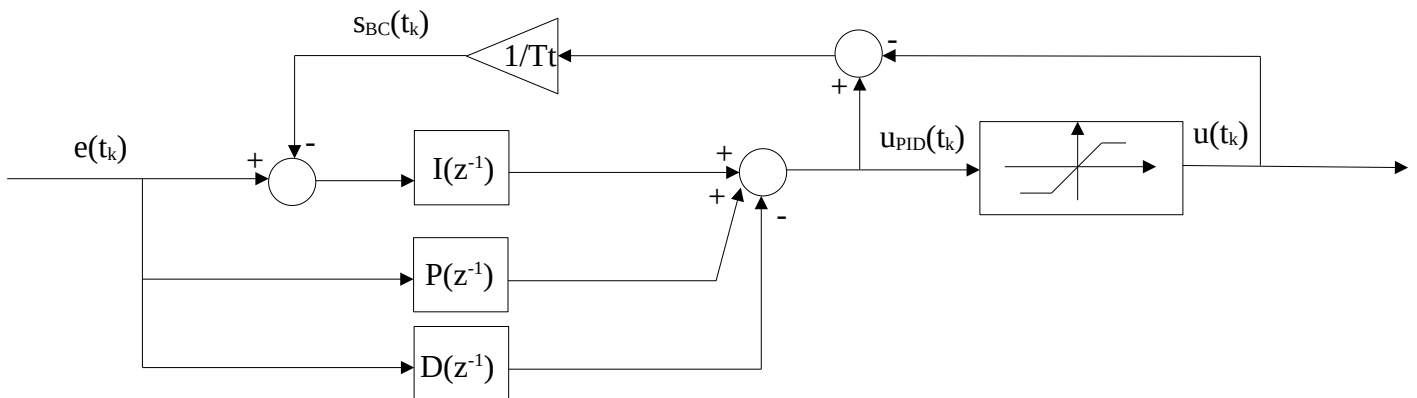 s_BC(t_k)
1/Tt
-
+
e(t_k)
+
-
I(z⁻¹)
+
+
-
u_PID(t_k)
u(t_k)
P(z⁻¹)
D(z⁻¹)